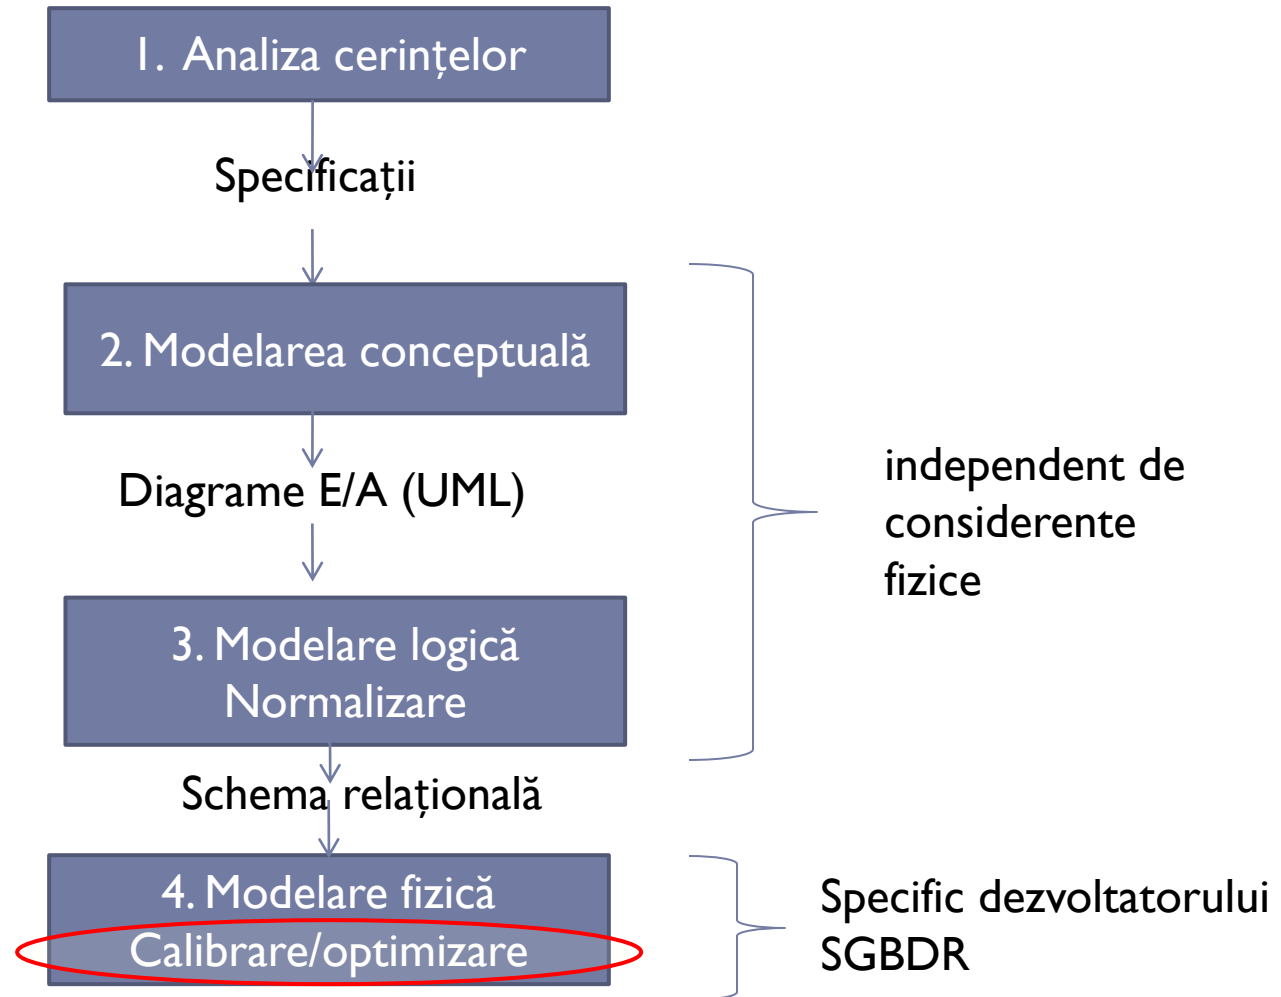 1. Analiza cerințelor
Specificații
2. Modelarea conceptuală
Diagrame E/A (UML)
independent de
considerente
fizice
3. Modelare logică
Normalizare
Schema relațională
4. Modelare fizică
Calibrare/optimizare
Specific dezvoltatorului
SGBDR